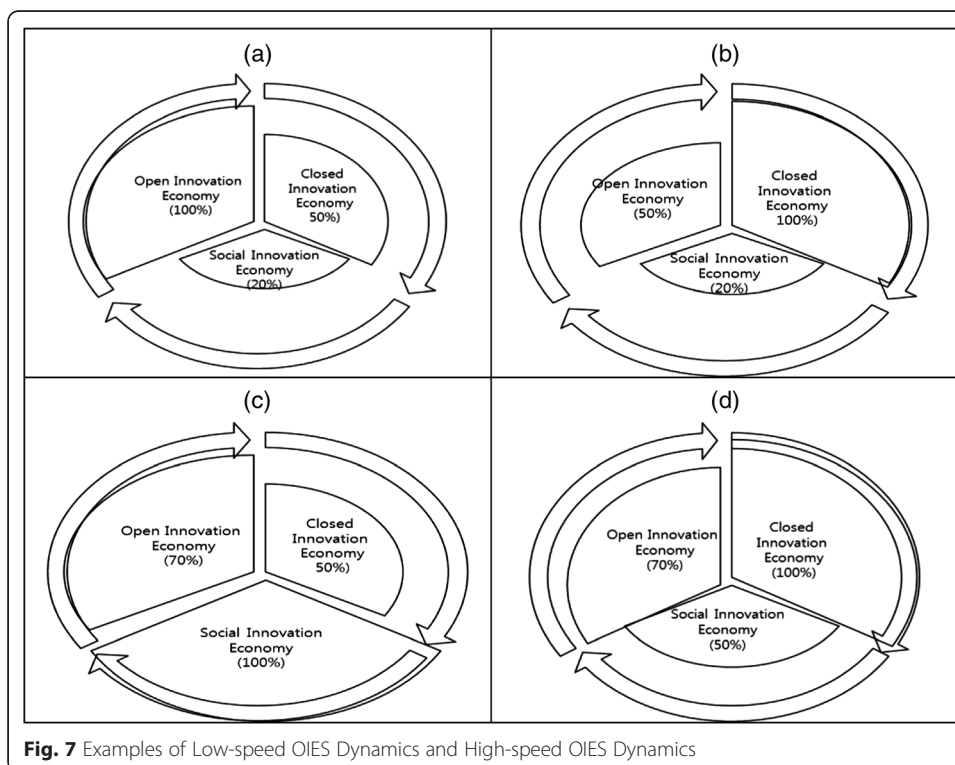 (a)
Open Innovation
Economy
(100%)
Closed
Innovation
Economy
50%)
Social Innovation
Economy
(20%)
(b)
Open Innovation
Economy
(50%)
Closed
Innovation
Economy
100%)
Social Innovation
Economy
(20%)
(c)
Open Innovation
Economy
(70%)
Closed
Innovation
Economy
50%)
Social Innovation
Economy
(100%)
(d)
Open Innovation
Economy
(70%)
Closed
Innovation
Economy
(100%)
Social Innovation
Economy
(50%)
Fig. 7 Examples of Low-speed OIES Dynamics and High-speed OIES Dynamics